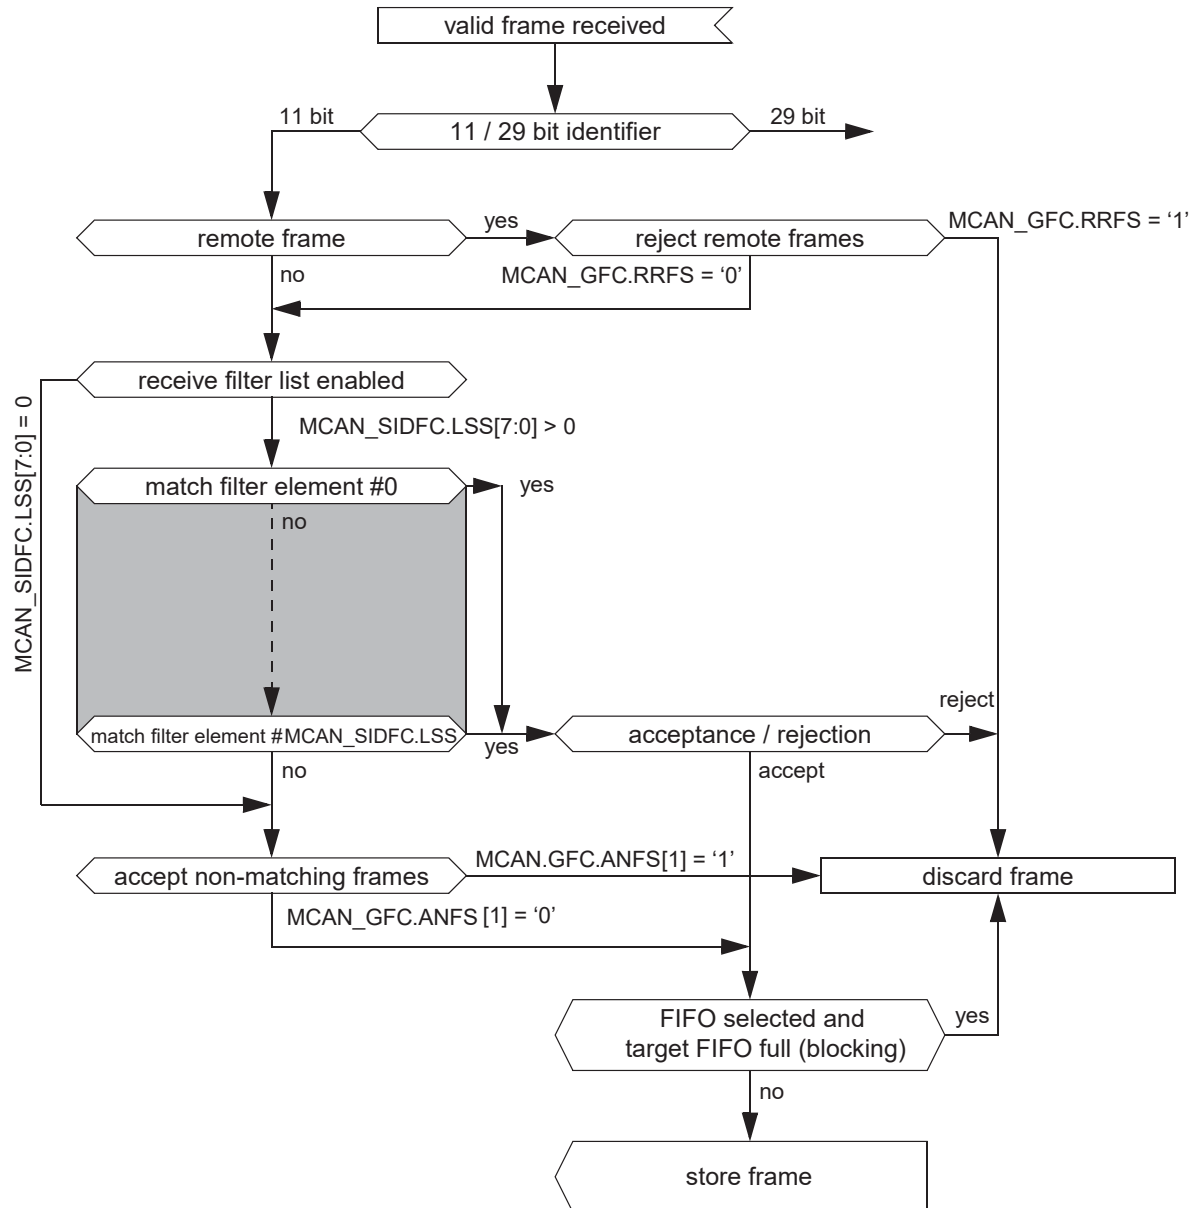 valid frame received
11 bit
11 / 29 bit identifier
29 bit
remote frame
yes
reject remote frames
MCAN_GFC.RRFS = ‘1’
no
MCAN_GFC.RRFS = ‘0’
receive filter list enabled
MCAN_SIDFC.LSS[7:0] = 0
MCAN_SIDFC.LSS[7:0] > 0
match filter element #0
yes
no
match filter element #MCAN_SIDFC.LSS
yes
acceptance / rejection
reject
no
accept
accept non-matching frames
MCAN.GFC.ANFS[1] = ‘1’
discard frame
MCAN_GFC.ANFS [1] = ‘0’
FIFO selected and
target FIFO full (blocking)
yes
no
store frame